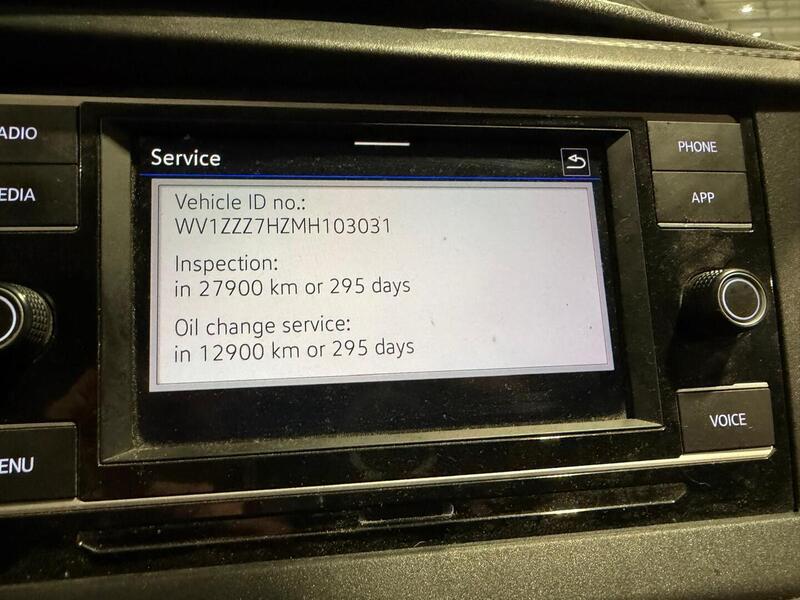 Service
Vehicle ID no.:
WV1ZZZ7HZMH103031
Inspection:
in 27900 km or 295 days
Oil change service:
in 12900 km or 295 days
ADIO
EDIA
ENU
PHONE
APP
VOICE